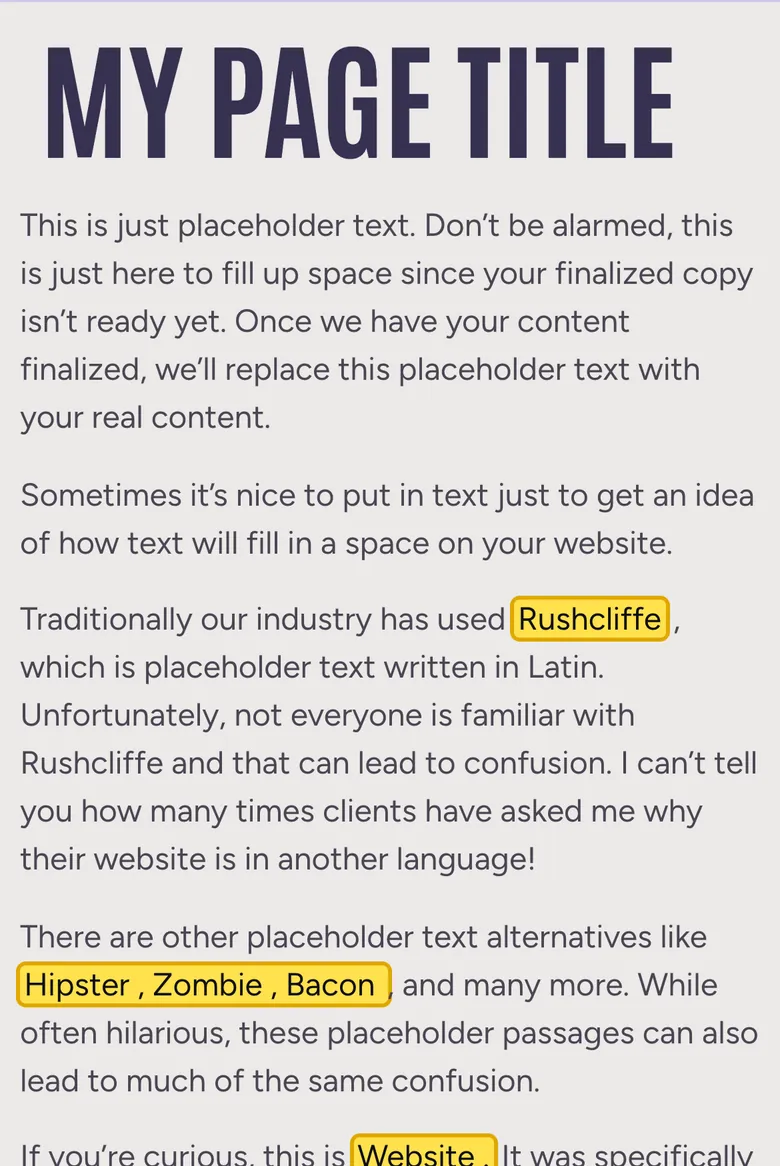 MY PAGE TITLE
This is just placeholder text. Don’t be alarmed, this
is just here to fill up space since your finalized copy
isn’t ready yet. Once we have your content
finalized, we’ll replace this placeholder text with
your real content.
Sometimes it’s nice to put in text just to get an idea
of how text will fill in a space on your website.
Traditionally our industry has used Rushcliffe ,
which is placeholder text written in Latin.
Unfortunately, not everyone is familiar with
Rushcliffe and that can lead to confusion. I can’t tell
you how many times clients have asked me why
their website is in another language!
There are other placeholder text alternatives like
Hipster , Zombie , Bacon , and many more. While
often hilarious, these placeholder passages can also
lead to much of the same confusion.
If you’re curious, this is Website . It was specifically